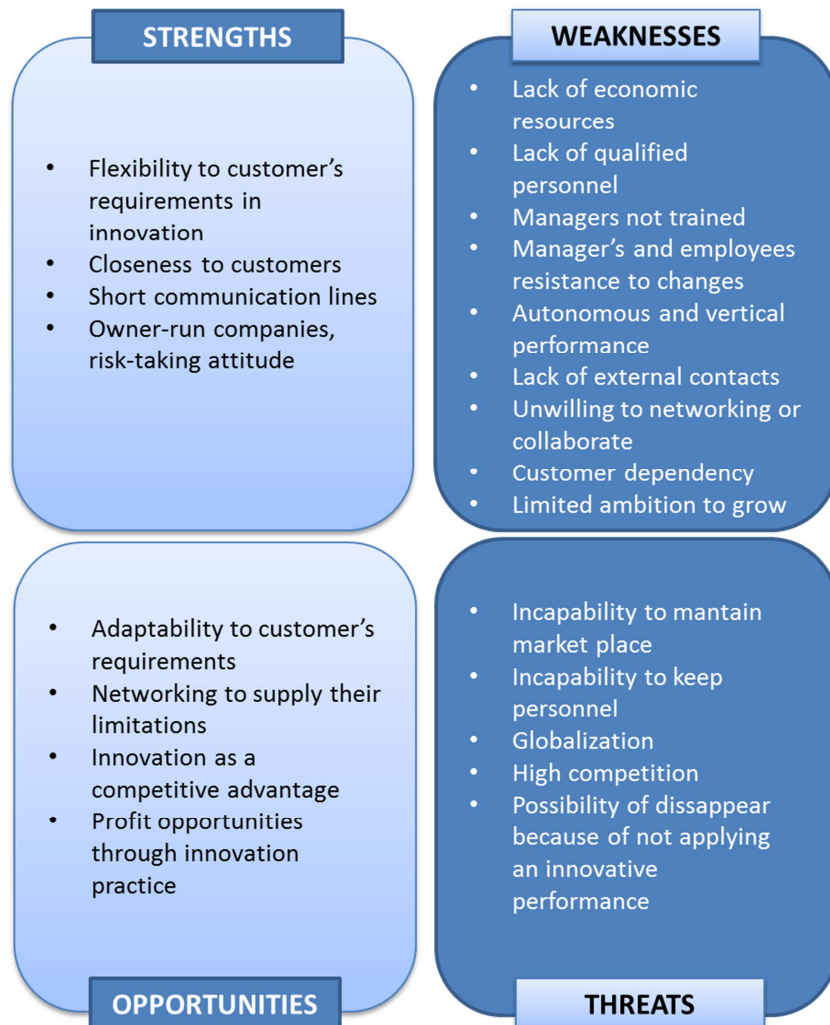 STRENGTHS
• Flexibility to customer’s
requirements in
innovation
• Closeness to customers
• Short communication lines
• Owner-run companies,
risk-taking attitude
WEAKNESSES
• Lack of economic
resources
• Lack of qualified
personnel
• Managers not trained
• Manager’s and employees
resistance to changes
• Autonomous and vertical
performance
• Lack of external contacts
• Unwilling to networking or
collaborate
• Customer dependency
• Limited ambition to grow
• Adaptability to customer’s
requirements
• Networking to supply their
limitations
• Innovation as a
competitive advantage
• Profit opportunities
through innovation
practice
OPPORTUNITIES
• Incapability to mantain
market place
• Incapability to keep
personnel
• Globalization
• High competition
• Possibility of dissappear
because of not applying
an innovative
performance
THREATS